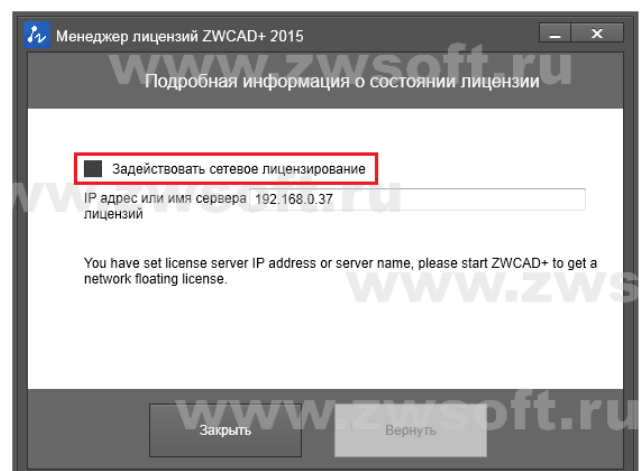 Менеджер лицензий ZWCAD+ 2015
www.zwsoft.ru
Подробная информация о состоянии лицензии
Задействовать сетевое лицензирование
www.zwsoft.ru
IP адрес или имя сервера 192.168.0.37
лицензий
You have set license server IP address or server name, please start ZWCAD+ to get a
network floating license.
www.zws
www.zwsoft.ru
Закрыть
Вернуть